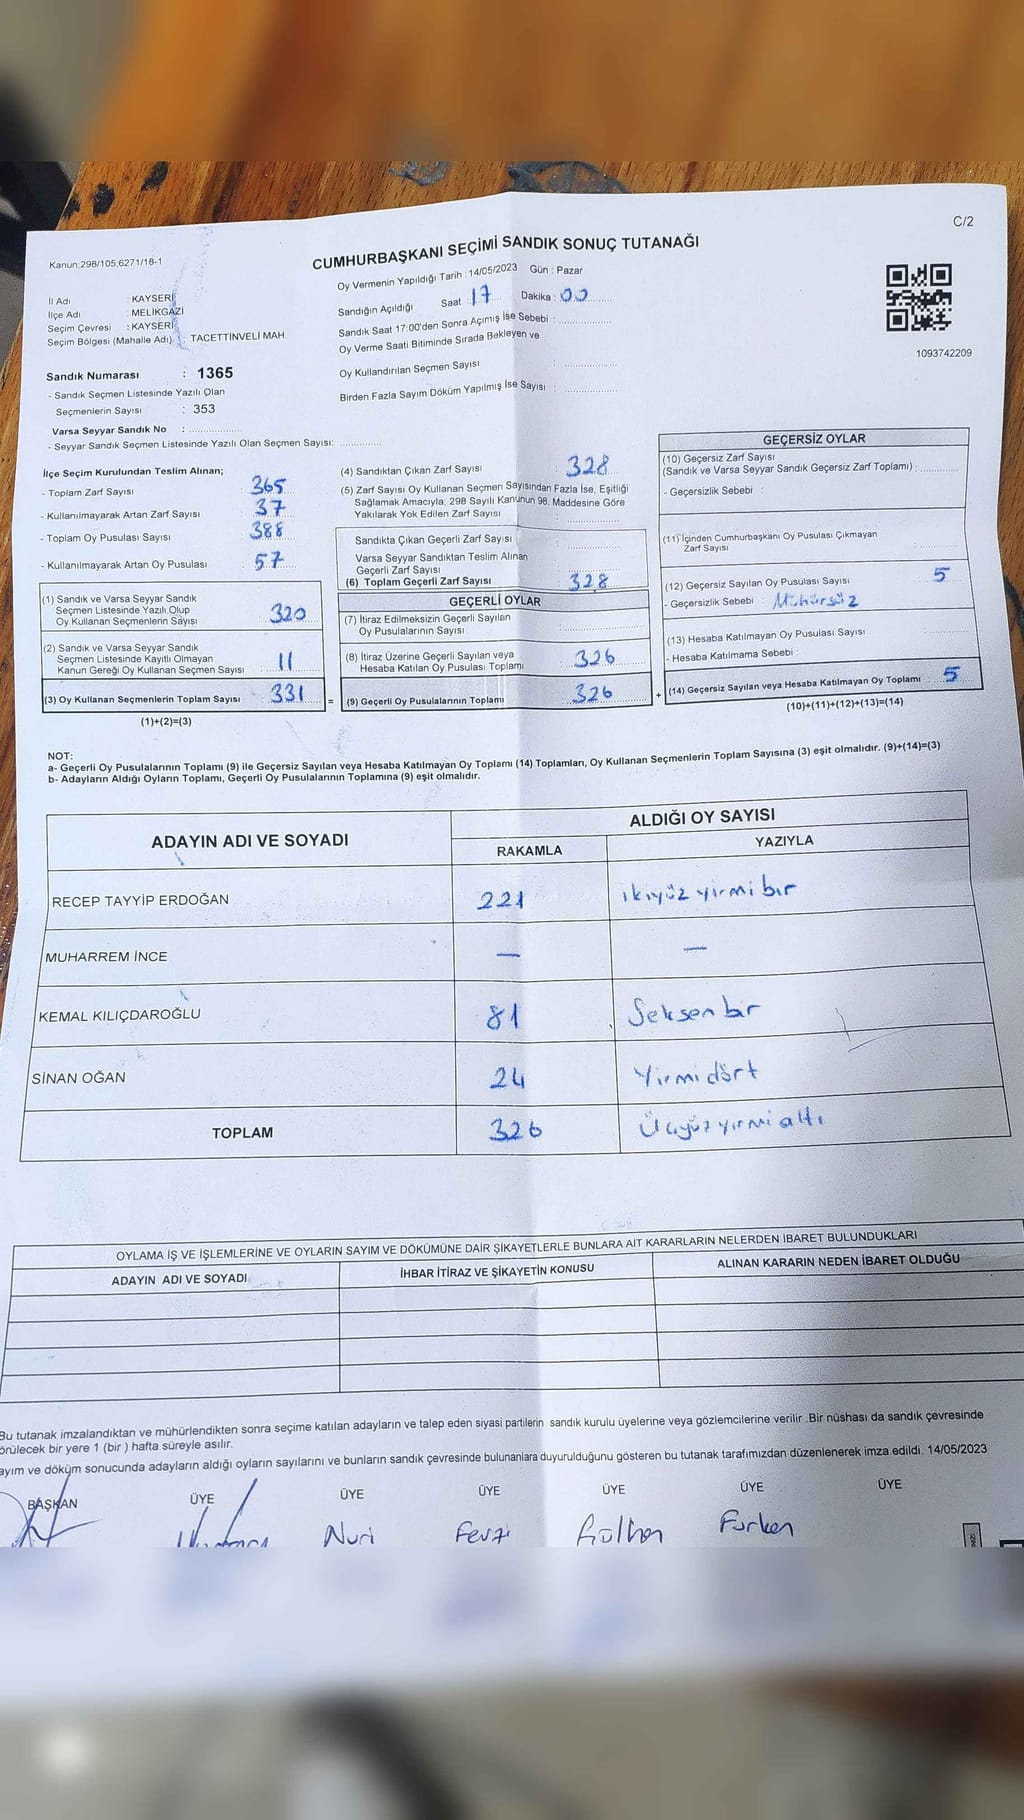 C/2
Kanun:298/105;6271/18-1
CUMHURBAŞKANI SEÇİMİ SANDIK SONUÇ TUTANAĞI
Oy Vermenin Yapıldığı Tarih : 14/05/2023 Gün : Pazar
İl Adı : KAYSERİ
İlçe Adı : MELİKGAZİ
Seçim Çevresi : KAYSERİ
Seçim Bölgesi (Mahalle Adı) : TACETTİNVELİ MAH.
Sandığın Açıldığı Saat : 17 Dakika : 00
Sandık Saat 17:00'den Sonra Açımış İse Sebebi :
Oy Verme Saati Bitiminde Sırada Bekleyen ve
Oy Kullandırılan Seçmen Sayısı :
Birden Fazla Sayım Döküm Yapılmış İse Sayısı :
1093742209
Sandık Numarası : 1365
- Sandık Seçmen Listesinde Yazılı Olan
Seçmenlerin Sayısı : 353
Varsa Seyyar Sandık No :
- Seyyar Sandık Seçmen Listesinde Yazılı Olan Seçmen Sayısı:
İlçe Seçim Kurulundan Teslim Alınan;
- Toplam Zarf Sayısı : 365
- Kullanılmayarak Artan Zarf Sayısı : 37
- Toplam Oy Pusulası Sayısı : 388
- Kullanılmayarak Artan Oy Pusulası : 57
(1) Sandık ve Varsa Seyyar Sandık
Seçmen Listesinde Yazılı Olup
Oy Kullanan Seçmenlerin Sayısı : 320
(2) Sandık ve Varsa Seyyar Sandık
Seçmen Listesinde Kayıtlı Olmayan
Kanun Gereği Oy Kullanan Seçmen Sayısı : 11
(3) Oy Kullanan Seçmenlerin Toplam Sayısı : 331
(1)+(2)=(3)
(4) Sandıktan Çıkan Zarf Sayısı : 328
(5) Zarf Sayısı Oy Kullanan Seçmen Sayısından Fazla İse, Eşitliği
Sağlamak Amacıyla; 298 Sayılı Kanunun 98. Maddesine Göre
Yakılarak Yok Edilen Zarf Sayısı :
Sandıkta Çıkan Geçerli Zarf Sayısı :
Varsa Seyyar Sandıktan Teslim Alınan
Geçerli Zarf Sayısı :
(6) Toplam Geçerli Zarf Sayısı : 328
GEÇERLİ OYLAR
(7) İtiraz Edilmeksizin Geçerli Sayılan
Oy Pusulalarının Sayısı :
(8) İtiraz Üzerine Geçerli Sayılan veya
Hesaba Katılan Oy Pusulası Toplamı : 326
= (9) Geçerli Oy Pusulalarının Toplamı : 326
GEÇERSİZ OYLAR
(10) Geçersiz Zarf Sayısı
(Sandık ve Varsa Seyyar Sandık Geçersiz Zarf Toplamı) :
- Geçersizlik Sebebi :
(11) İçinden Cumhurbaşkanı Oy Pusulası Çıkmayan
Zarf Sayısı :
(12) Geçersiz Sayılan Oy Pusulası Sayısı : 5
- Geçersizlik Sebebi : Mühürsüz
(13) Hesaba Katılmayan Oy Pusulası Sayısı :
- Hesaba Katılmama Sebebi :
+ (14) Geçersiz Sayılan veya Hesaba Katılmayan Oy Toplamı : 5
(10)+(11)+(12)+(13)=(14)
NOT:
a- Geçerli Oy Pusulalarının Toplamı (9) ile Geçersiz Sayılan veya Hesaba Katılmayan Oy Toplamı (14) Toplamları, Oy Kullanan Seçmenlerin Toplam Sayısına (3) eşit olmalıdır. (9)+(14)=(3)
b- Adayların Aldığı Oyların Toplamı, Geçerli Oy Pusulalarının Toplamına (9) eşit olmalıdır.
ADAYIN ADI VE SOYADI
ALDIĞI OY SAYISI
RAKAMLA YAZIYLA
RECEP TAYYİP ERDOĞAN 221 ikiyüz yirmi bir
MUHARREM İNCE — —
KEMAL KILIÇDAROĞLU 81 Seksen bir
SİNAN OĞAN 24 Yirmi dört
TOPLAM 326 Üçyüz yirmi altı
OYLAMA İŞ VE İŞLEMLERİNE VE OYLARIN SAYIM VE DÖKÜMÜNE DAİR ŞİKAYETLERLE BUNLARA AİT KARARLARIN NELERDEN İBARET BULUNDUKLARI
ADAYIN ADI VE SOYADI İHBAR İTİRAZ VE ŞİKAYETİN KONUSU ALINAN KARARIN NEDEN İBARET OLDUĞU
Bu tutanak imzalandıktan ve mühürlendikten sonra seçime katılan adayların ve talep eden siyasi partilerin sandık kurulu üyelerine veya gözlemcilerine verilir .Bir nüshası da sandık çevresinde
örülecek bir yere 1 (bir ) hafta süreyle asılır.
ayım ve döküm sonucunda adayların aldığı oyların sayılarını ve bunların sandık çevresinde bulunanlara duyurulduğunu gösteren bu tutanak tarafımızdan düzenlenerek imza edildi. 14/05/2023
BAŞKAN ÜYE ÜYE ÜYE ÜYE ÜYE ÜYE
Nuri Fevzi Gülhan Furkan